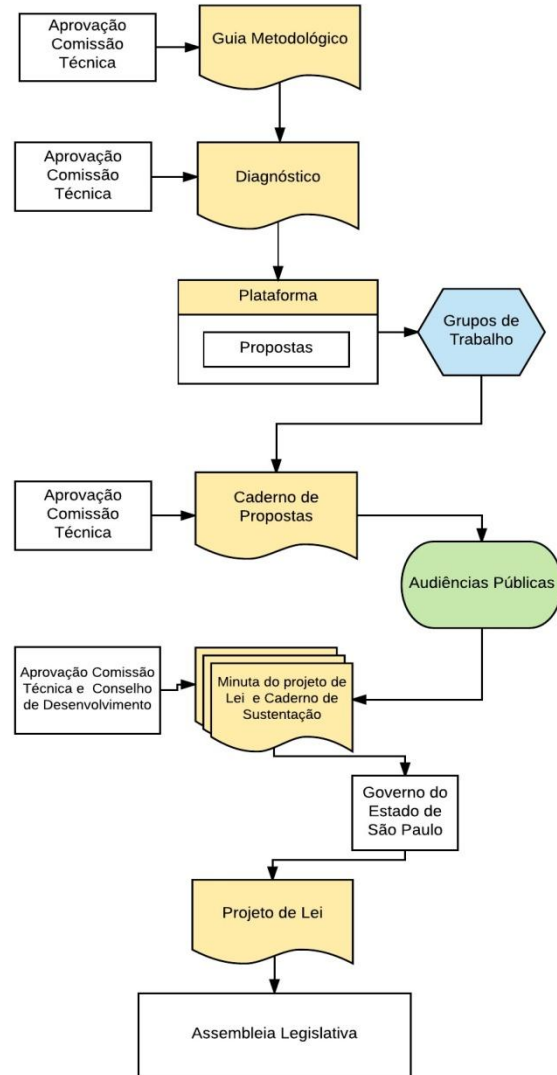 Aprovação
Comissão
Técnica
Guia Metodológico
Aprovação
Comissão
Técnica
Diagnóstico
Plataforma
Propostas
Grupos de
Trabalho
Aprovação
Comissão
Técnica
Caderno de
Propostas
Audiências Públicas
Aprovação Comissão
Técnica e Conselho
de Desenvolvimento
Minuta do projeto de
Lei e Caderno de
Sustentação
Governo do
Estado de
São Paulo
Projeto de Lei
Assembleia Legislativa